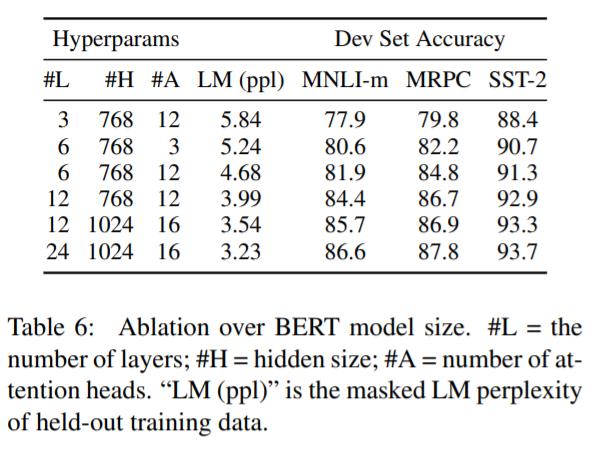 Hyperparams Dev Set Accuracy
#L #H #A LM (ppl) MNLI-m MRPC SST-2
3 768 12 5.84 77.9 79.8 88.4
6 768 3 5.24 80.6 82.2 90.7
6 768 12 4.68 81.9 84.8 91.3
12 768 12 3.99 84.4 86.7 92.9
12 1024 16 3.54 85.7 86.9 93.3
24 1024 16 3.23 86.6 87.8 93.7
Table 6: Ablation over BERT model size. #L = the
number of layers; #H = hidden size; #A = number of at-
tention heads. “LM (ppl)” is the masked LM perplexity
of held-out training data.